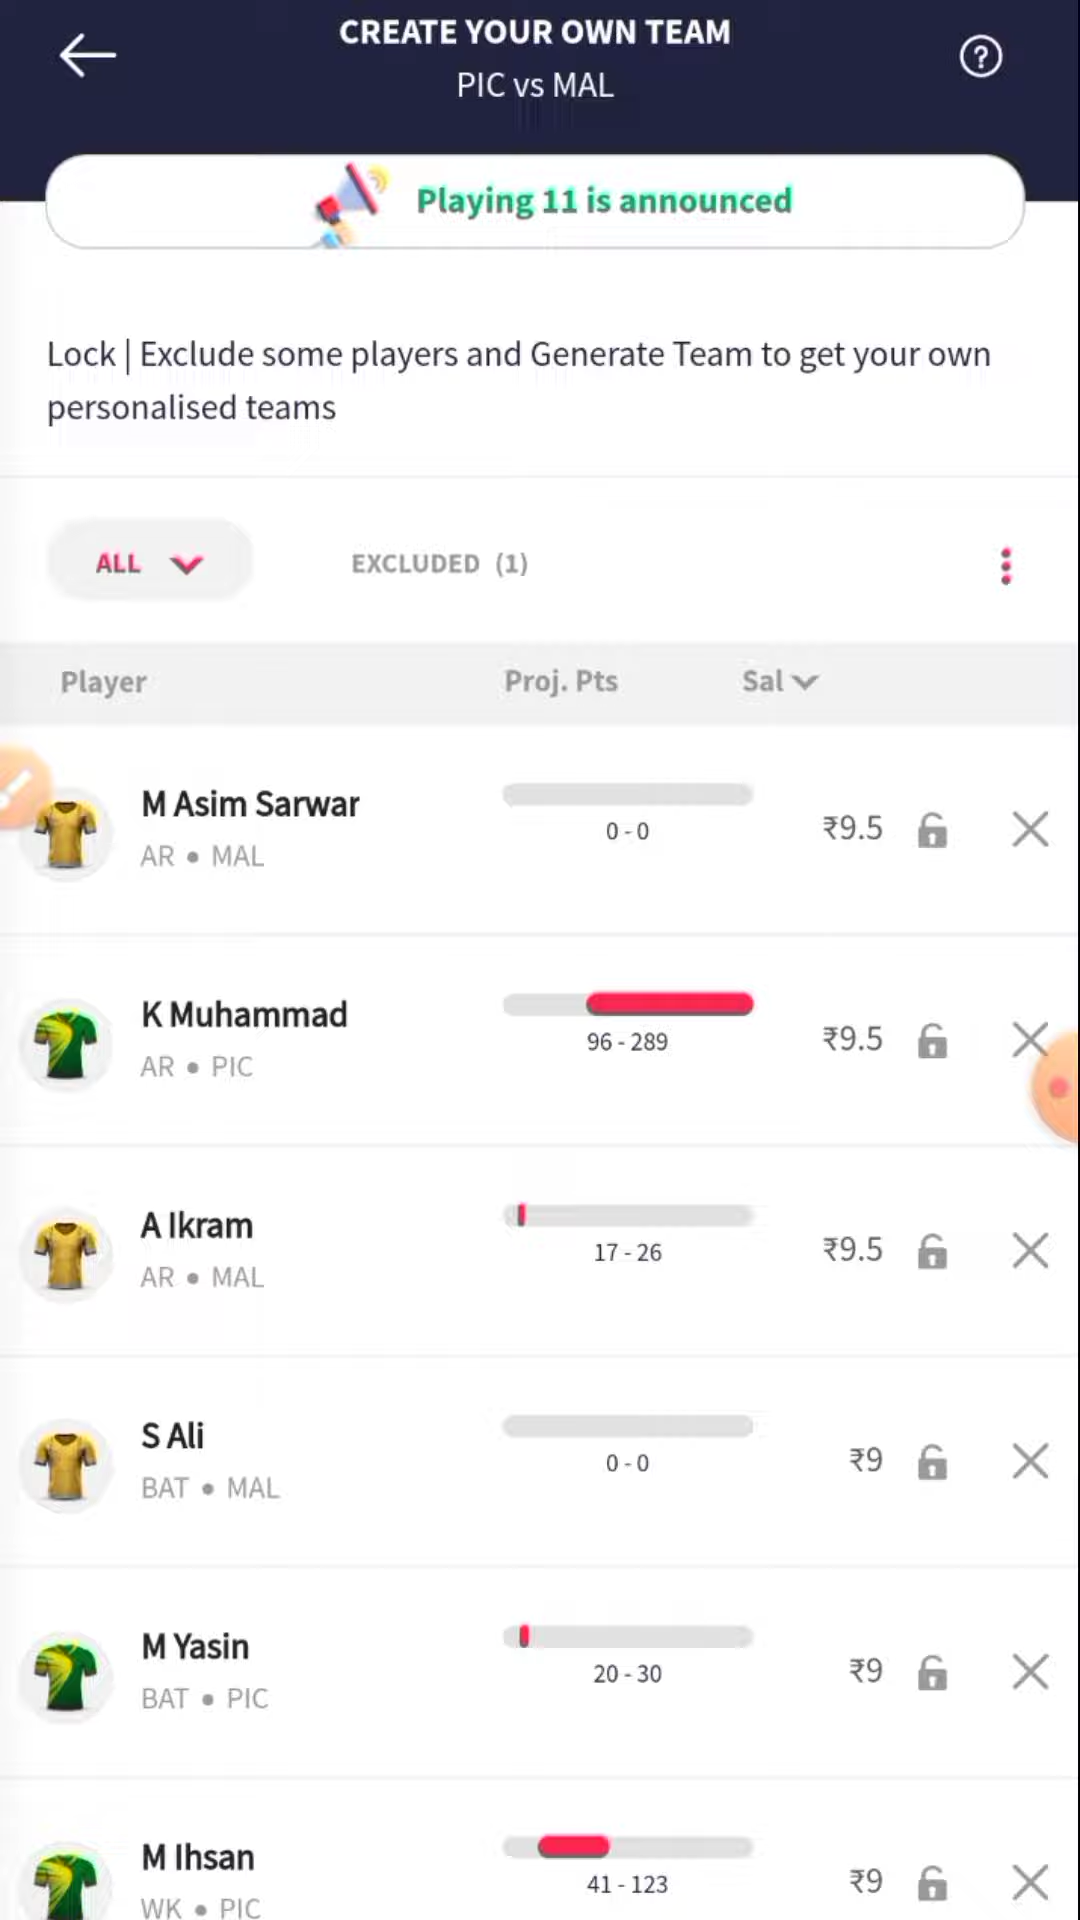 CREATE YOUR OWN TEAM
PIC vs MAL
Playing 11 is announced
Lock | Exclude some players and Generate Team to get your own
personalised teams
ALL EXCLUDED (1)
Player Proj. Pts Sal
M Asim Sarwar
AR • MAL
0 - 0
₹9.5
K Muhammad
AR • PIC
96 - 289
₹9.5
A Ikram
AR • MAL
17 - 26
₹9.5
S Ali
BAT • MAL
0 - 0
₹9
M Yasin
BAT • PIC
20 - 30
₹9
M Ihsan
WK • PIC
41 - 123
₹9